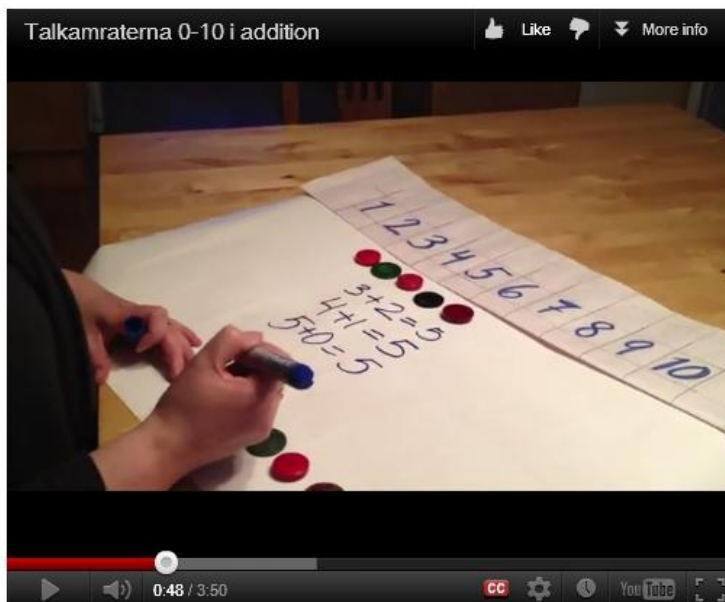 Talkamraterna 0-10 i addition
Like
More info
1 2 3 4 5 6 7 8 9 10
3+2=5
4+1=5
5+0=5
0:48 / 3:50
CC
YouTube